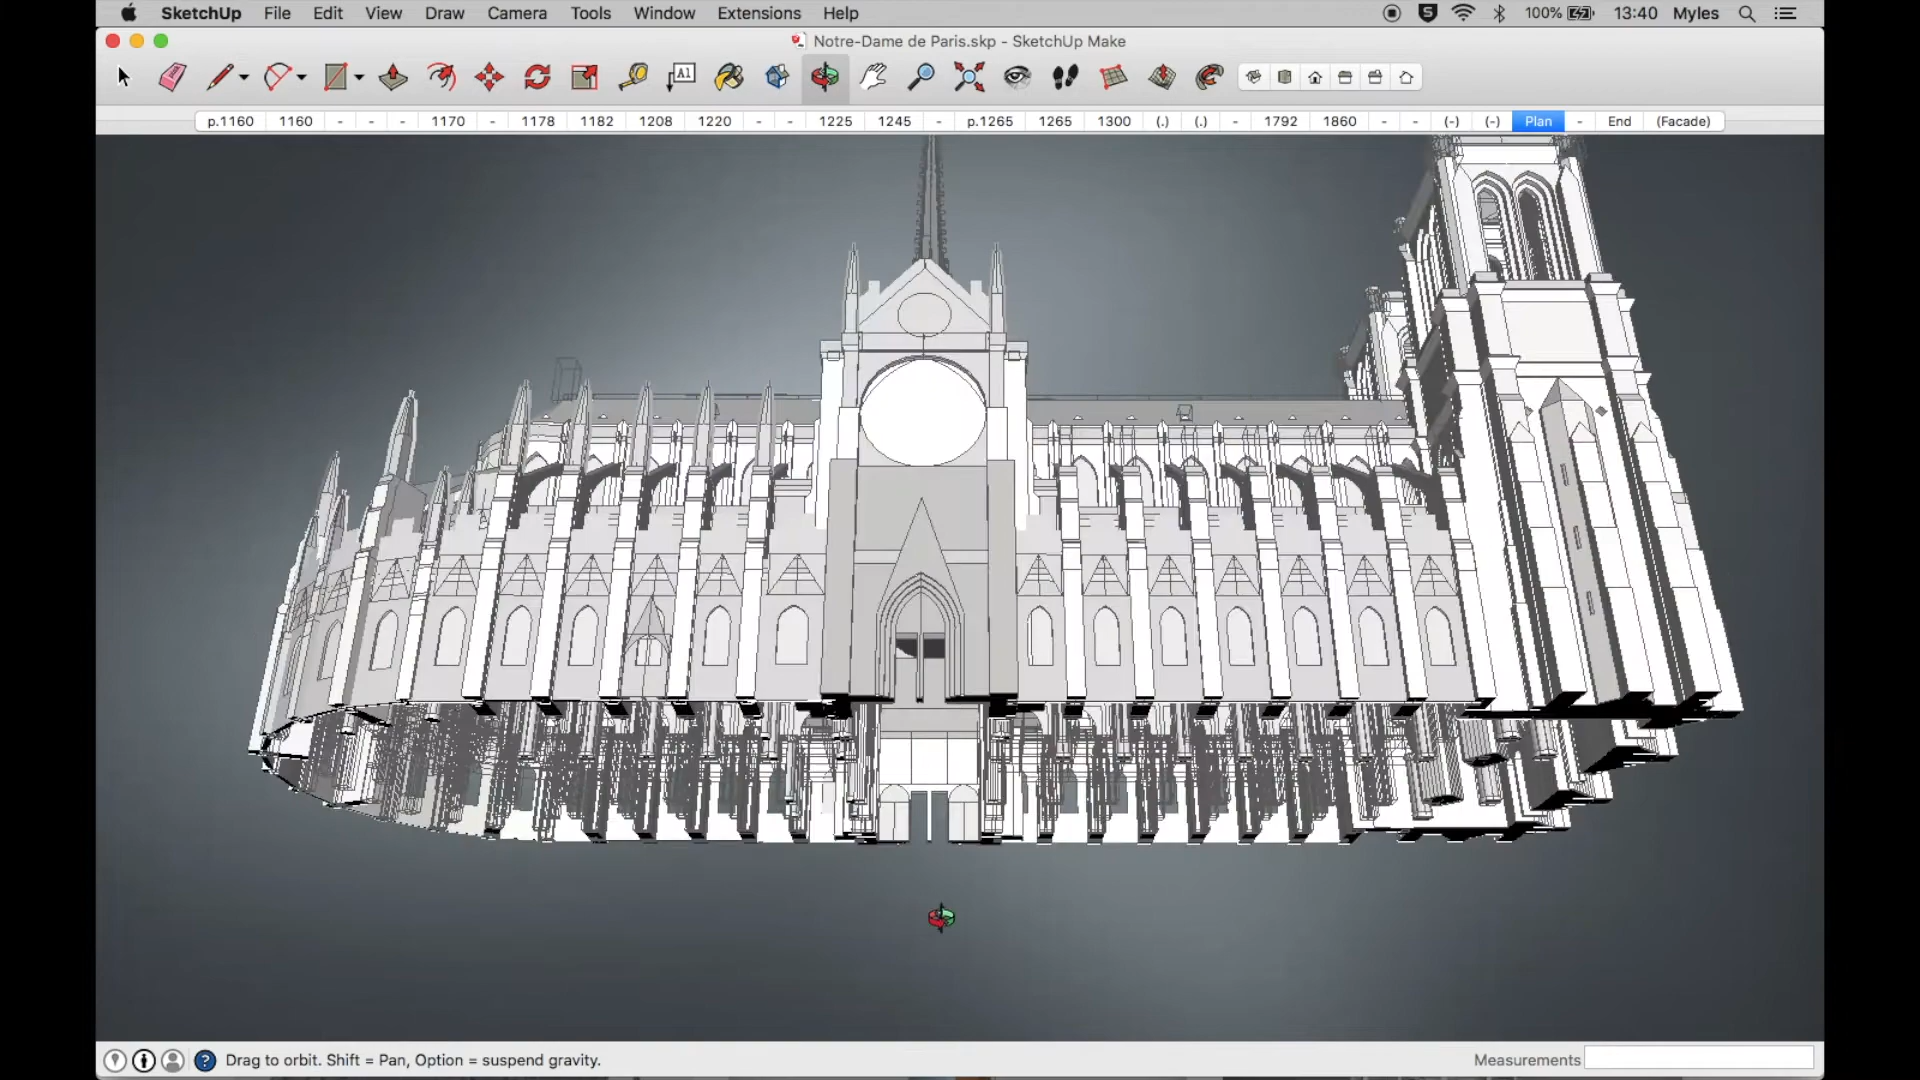 SketchUp File Edit View Draw Camera Tools Window Extensions Help S 100% 13:40 Myles
Notre-Dame de Paris.skp - SketchUp Make
A1
p.1160 1160 - - - 1170 - 1178 1182 1208 1220 - - 1225 1245 - p.1265 1265 1300 (.) (.) - 1792 1860 - - (-) (-) Plan - End (Facade)
? Drag to orbit. Shift = Pan, Option = suspend gravity. Measurements